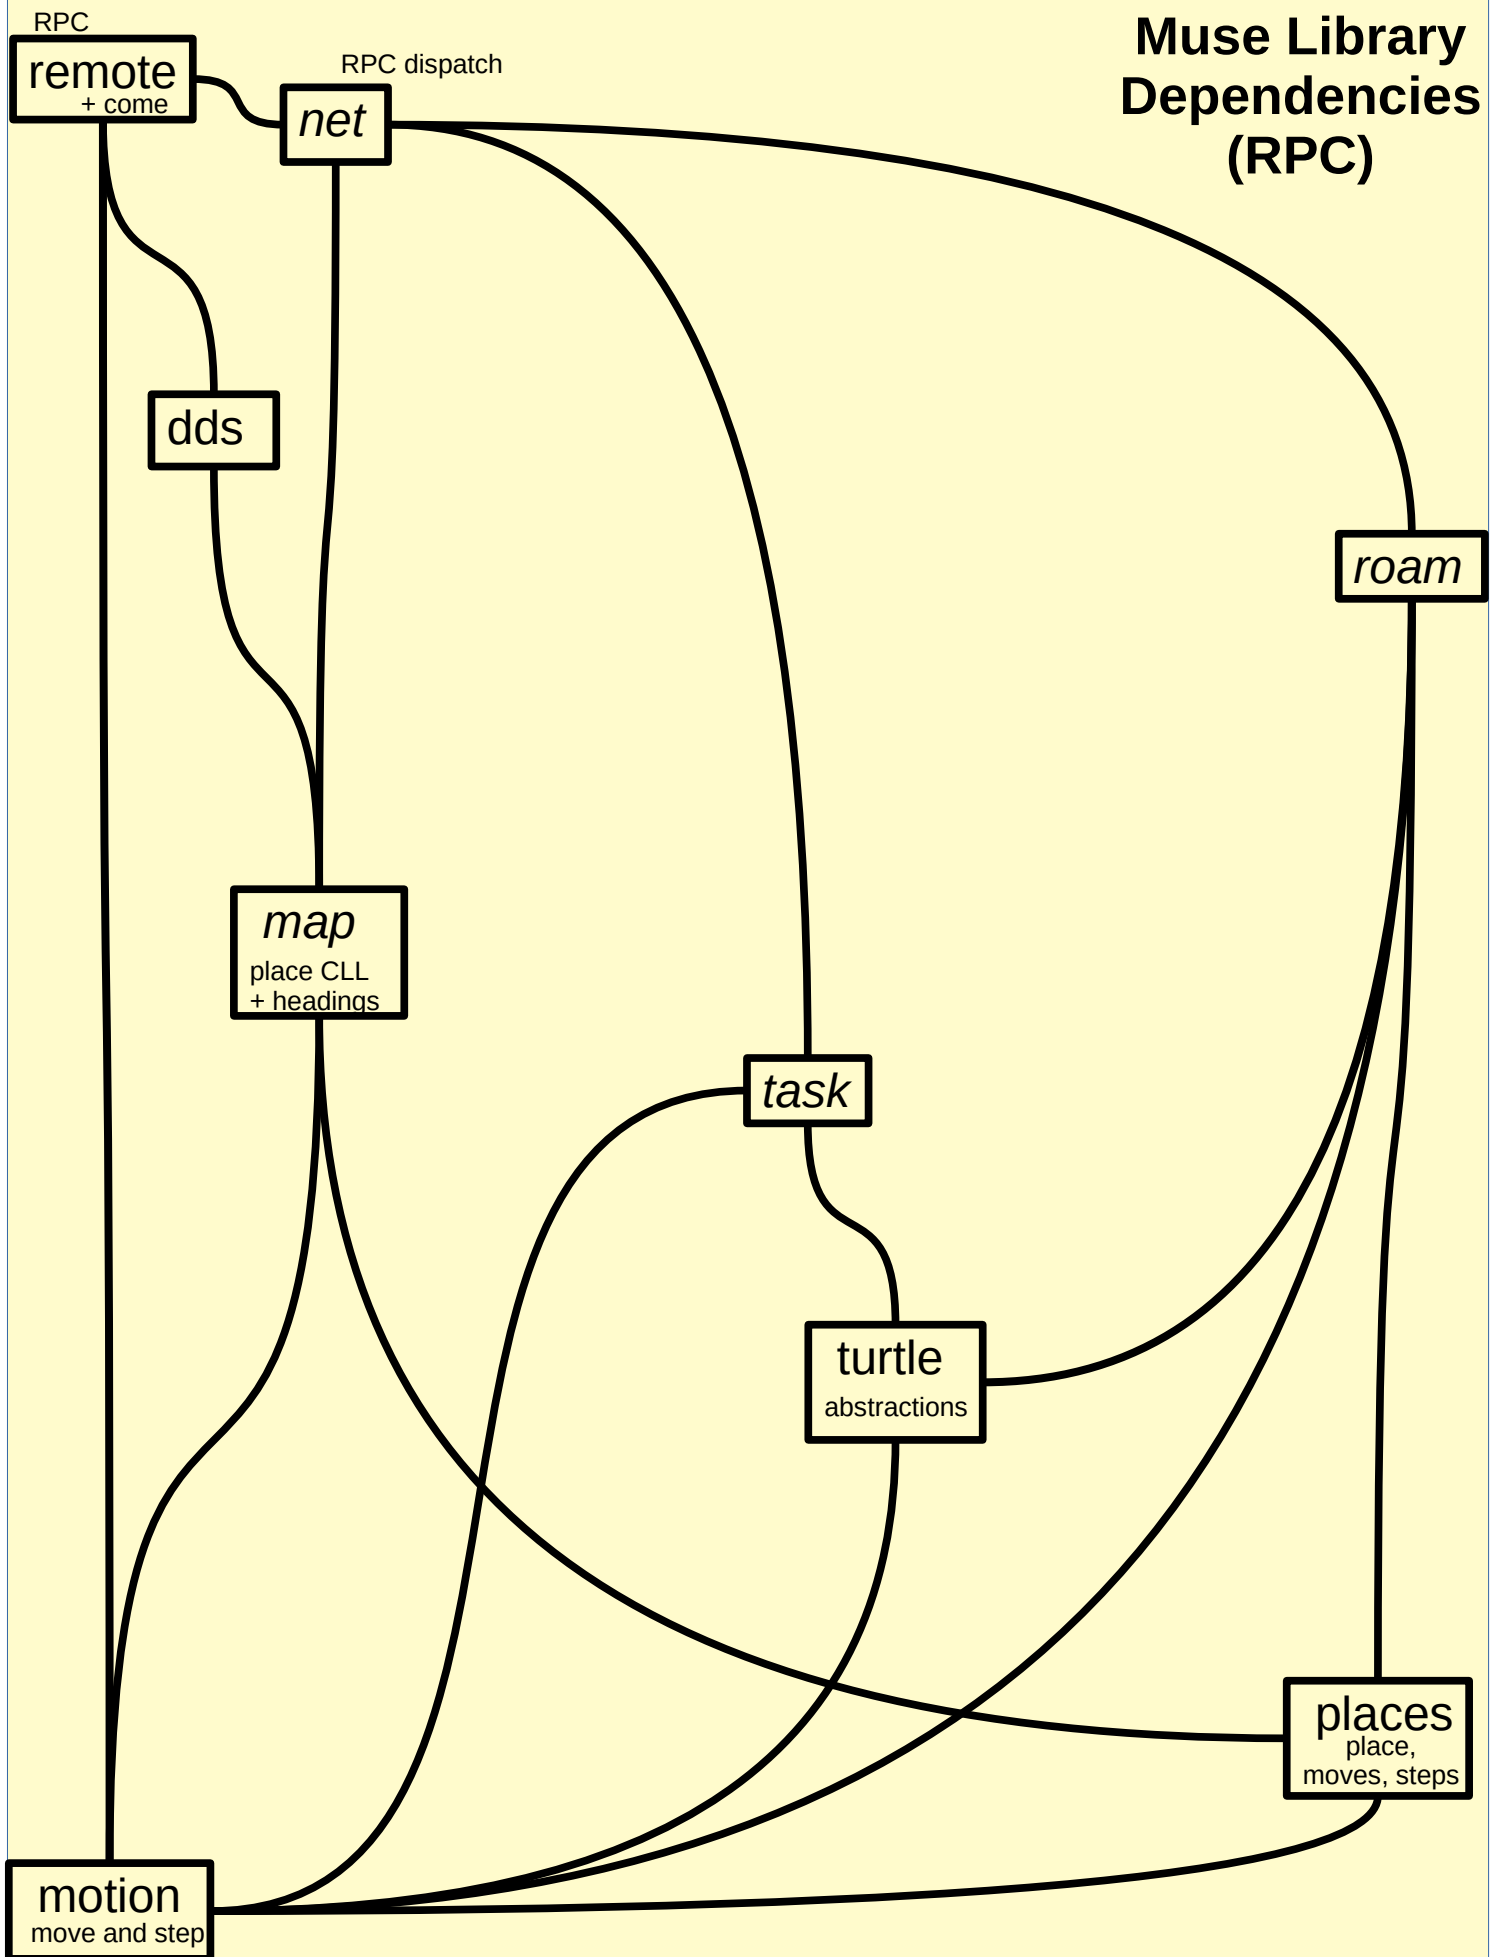 RPC
remote
+ come
RPC dispatch
net
Muse Library
Dependencies
(RPC)
dds
roam
map
place CLL
+ headings
task
turtle
abstractions
places
place,
moves, steps
motion
move and step